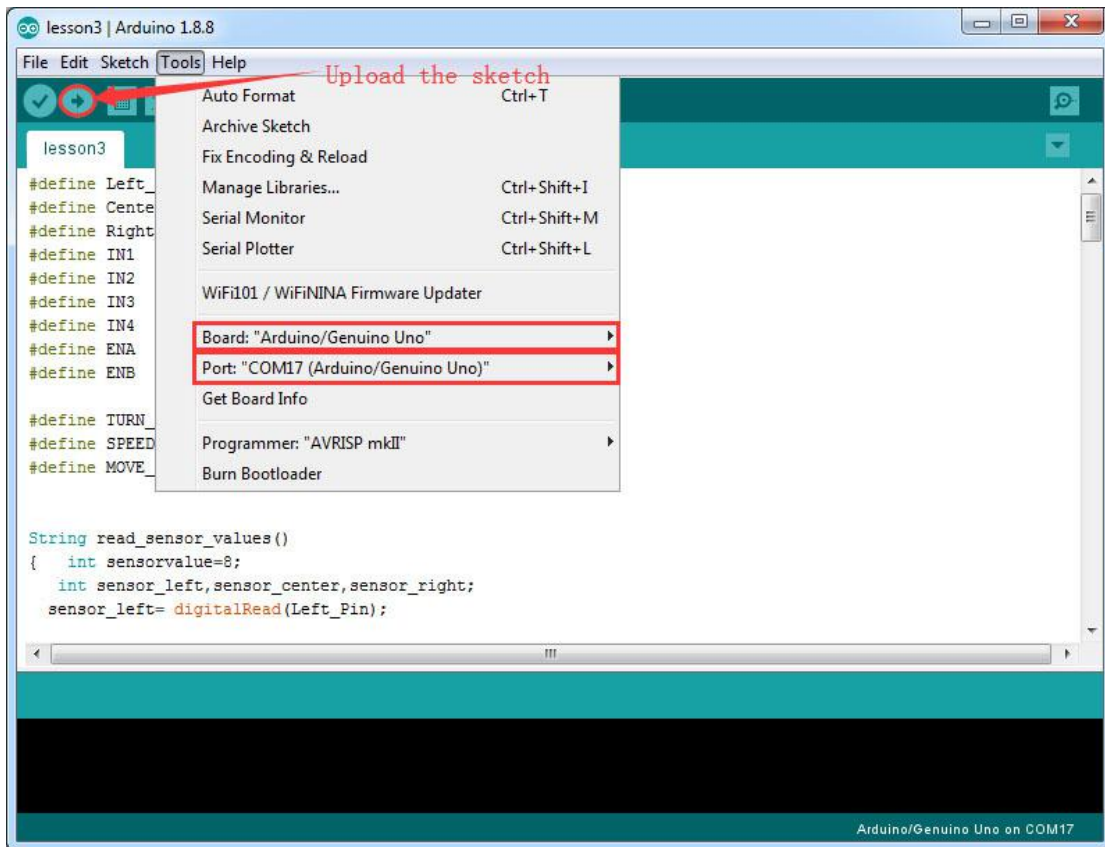 lesson3 | Arduino 1.8.8
File Edit Sketch Tools Help
Upload the sketch
Auto Format Ctrl+T
Archive Sketch
lesson3
Fix Encoding & Reload
#define Left_
Manage Libraries... Ctrl+Shift+I
#define Cente
Serial Monitor Ctrl+Shift+M
#define Right
Serial Plotter Ctrl+Shift+L
#define IN1
#define IN2
WiFi101 / WiFiNINA Firmware Updater
#define IN3
#define IN4
Board: "Arduino/Genuino Uno"
#define ENA
Port: "COM17 (Arduino/Genuino Uno)"
#define ENB
Get Board Info
#define TURN_
#define SPEED
Programmer: "AVRISP mkII"
#define MOVE_
Burn Bootloader
String read_sensor_values()
{ int sensorvalue=8;
int sensor_left,sensor_center,sensor_right;
sensor_left= digitalRead(Left_Pin);
Arduino/Genuino Uno on COM17